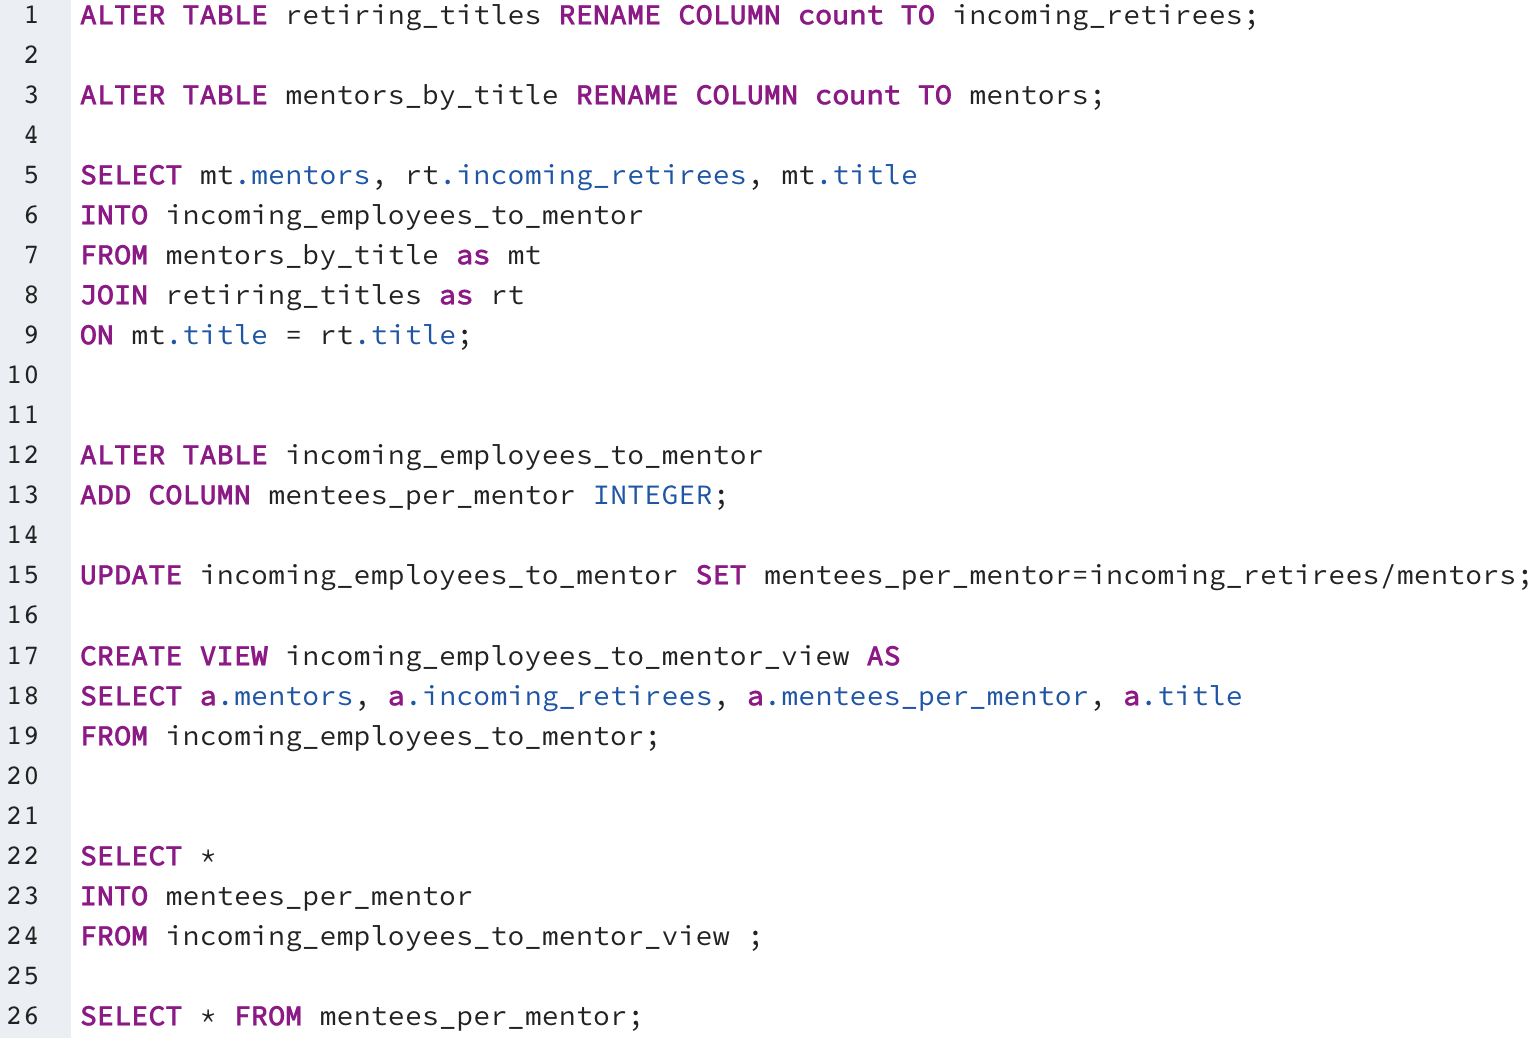 1 ALTER TABLE retiring_titles RENAME COLUMN count TO incoming_retirees;
2
3 ALTER TABLE mentors_by_title RENAME COLUMN count TO mentors;
4
5 SELECT mt.mentors, rt.incoming_retirees, mt.title
6 INTO incoming_employees_to_mentor
7 FROM mentors_by_title as mt
8 JOIN retiring_titles as rt
9 ON mt.title = rt.title;
10
11
12 ALTER TABLE incoming_employees_to_mentor
13 ADD COLUMN mentees_per_mentor INTEGER;
14
15 UPDATE incoming_employees_to_mentor SET mentees_per_mentor=incoming_retirees/mentors;
16
17 CREATE VIEW incoming_employees_to_mentor_view AS
18 SELECT a.mentors, a.incoming_retirees, a.mentees_per_mentor, a.title
19 FROM incoming_employees_to_mentor;
20
21
22 SELECT *
23 INTO mentees_per_mentor
24 FROM incoming_employees_to_mentor_view ;
25
26 SELECT * FROM mentees_per_mentor;